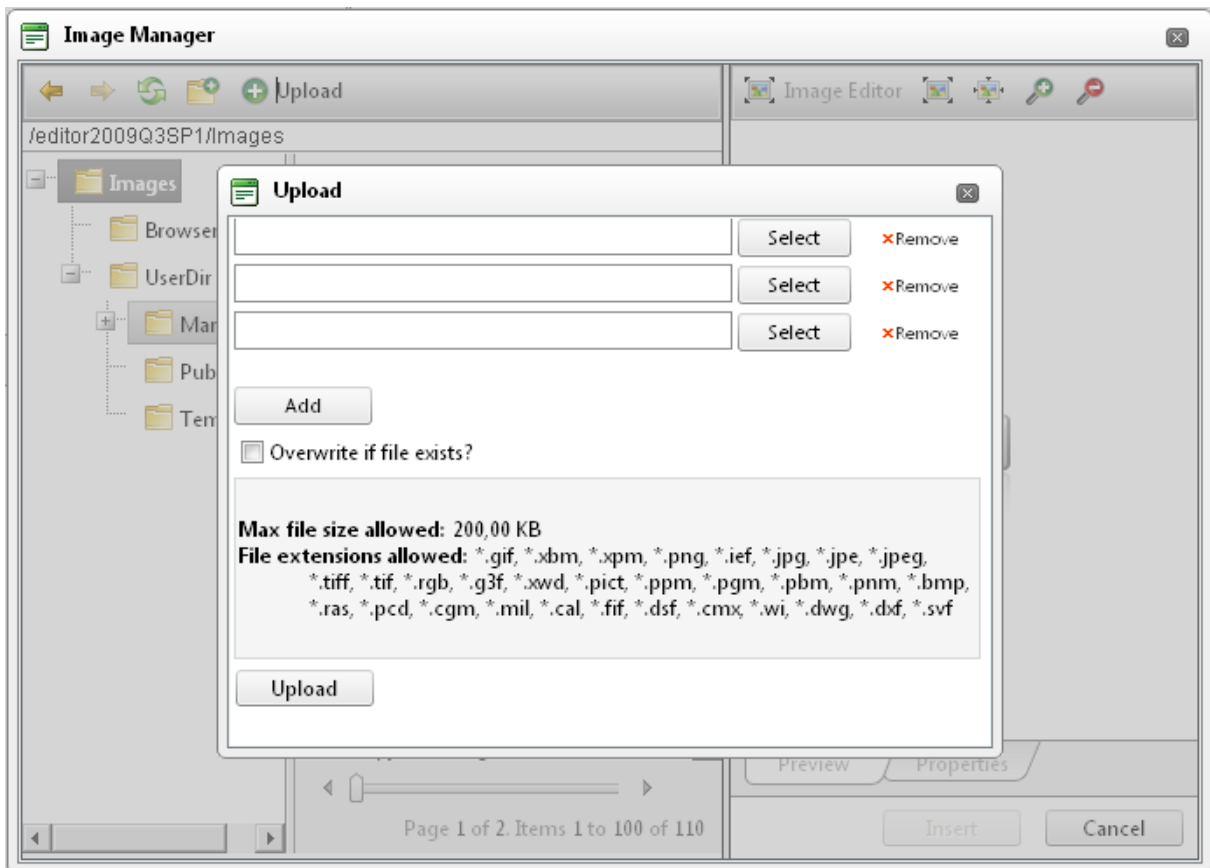 Image Manager
Upload
Image Editor
/editor2009Q3SP1/Images
Images
Browser
UserDir
Upload
Select
Remove
Select
Remove
Select
Remove
Add
Overwrite if file exists?
Max file size allowed: 200,00 KB
File extensions allowed: *.gif, *.xbm, *.xpm, *.png, *.ief, *.jpg, *.jpe, *.jpeg,
*.tiff, *.tif, *.rgb, *.g3f, *.xwd, *.pict, *.ppm, *.pgm, *.pbm, *.pnm, *.bmp,
*.ras, *.pcd, *.cgm, *.mil, *.cal, *.fif, *.dsf, *.cmx, *.wi, *.dwg, *.dxf, *.svf
Upload
Preview
Properties
Page 1 of 2. Items 1 to 100 of 110
Insert
Cancel